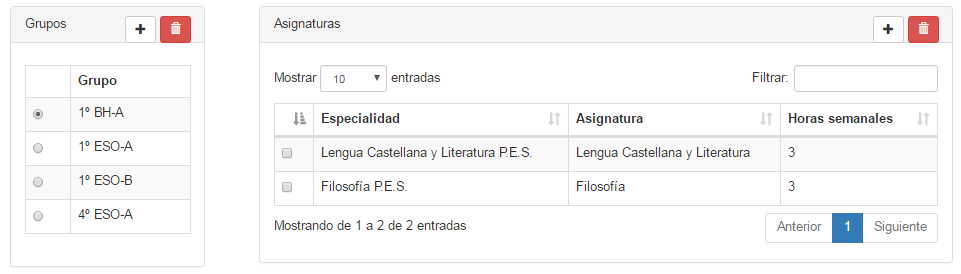 Grupos
Grupo
1º BH-A
1º ESO-A
1º ESO-B
4º ESO-A
Asignaturas
Mostrar 10 entradas Filtrar:
Especialidad Asignatura Horas semanales
Lengua Castellana y Literatura P.E.S. Lengua Castellana y Literatura 3
Filosofía P.E.S. Filosofía 3
Mostrando de 1 a 2 de 2 entradas Anterior 1 Siguiente